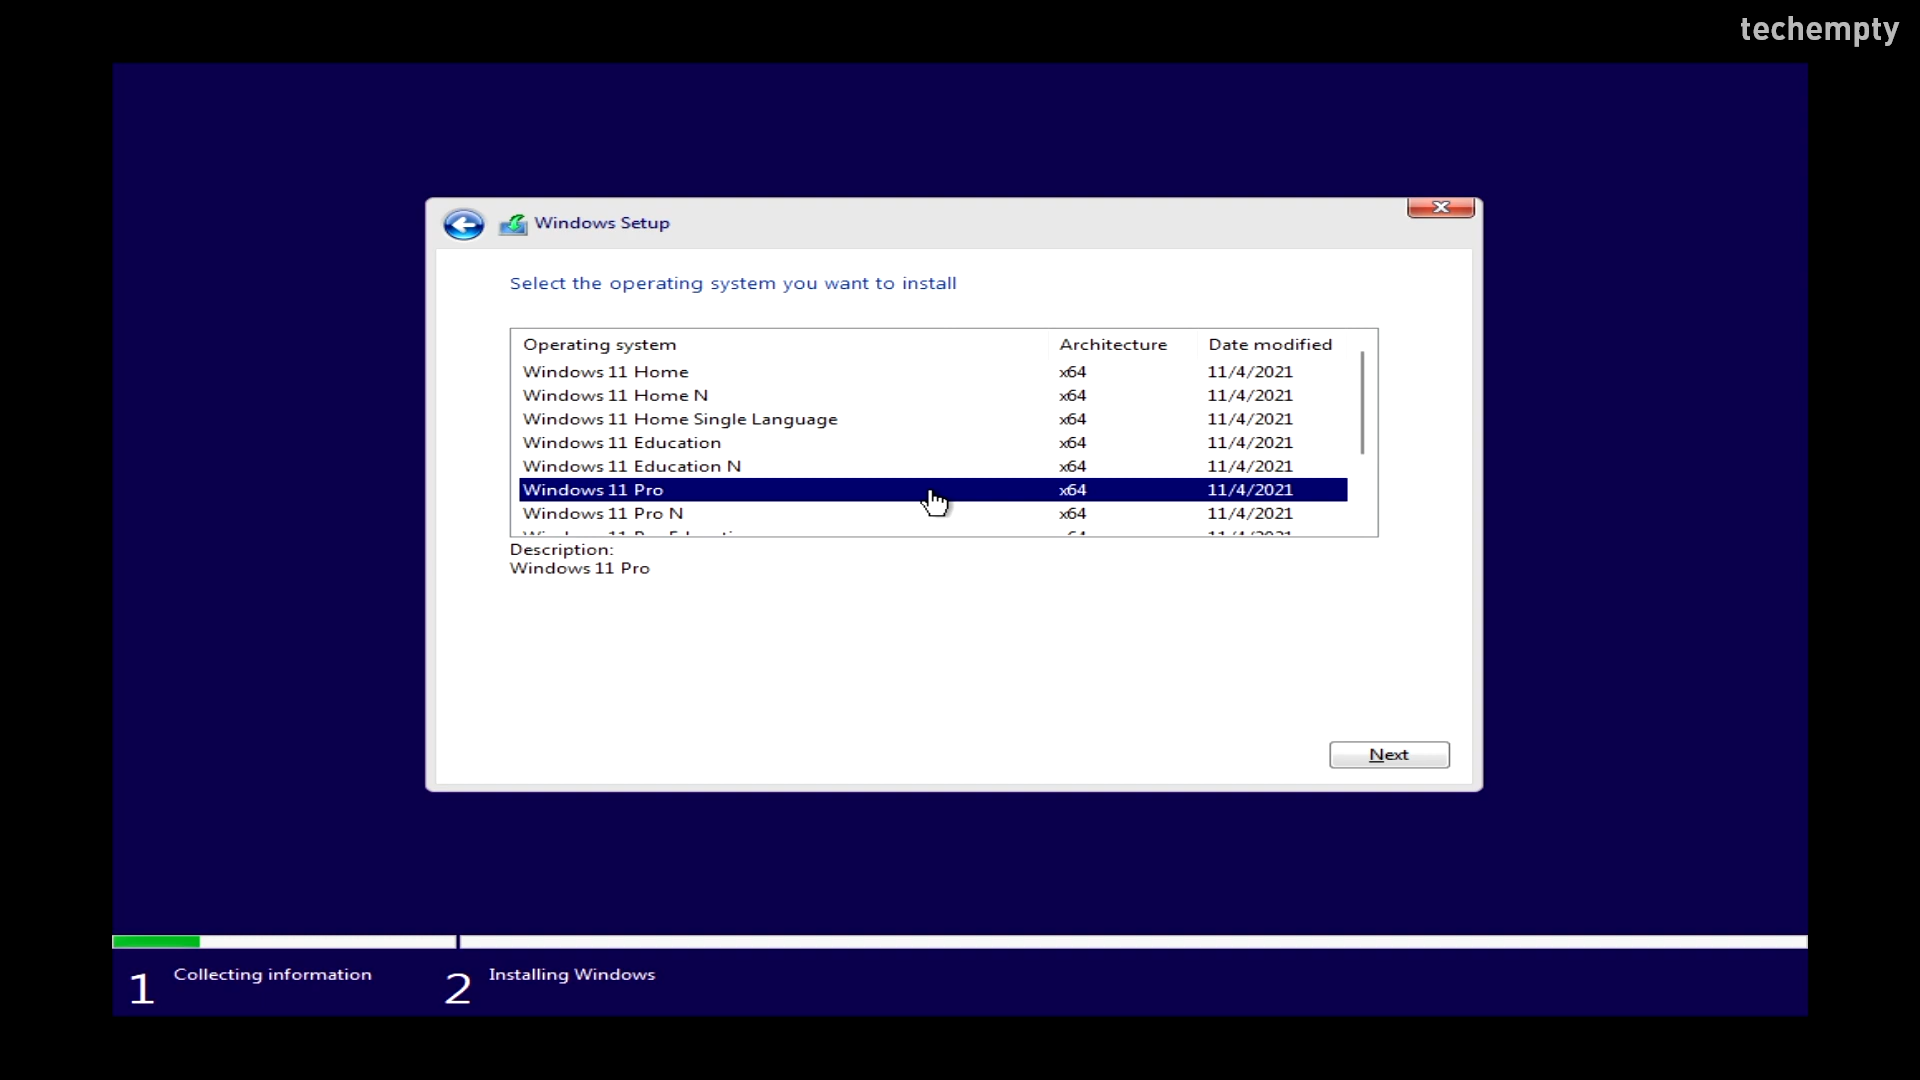 techempty
Windows Setup
Select the operating system you want to install
Operating system Architecture Date modified
Windows 11 Home x64 11/4/2021
Windows 11 Home N x64 11/4/2021
Windows 11 Home Single Language x64 11/4/2021
Windows 11 Education x64 11/4/2021
Windows 11 Education N x64 11/4/2021
Windows 11 Pro x64 11/4/2021
Windows 11 Pro N x64 11/4/2021
Description:
Windows 11 Pro
Next
1 Collecting information 2 Installing Windows